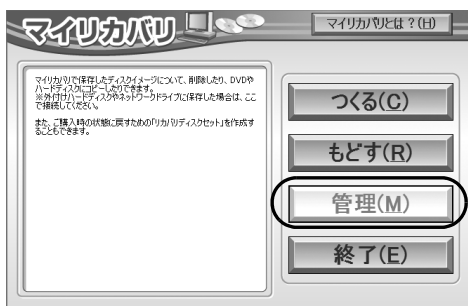 マイリカバリ
マイリカバリとは？(H)
マイリカバリで保存したディスクイメージについて、削除したり、DVDや
ハードディスクにコピーしたりできます。
※外付けハードディスクやネットワークドライブに保存した場合は、ここ
で接続してください。
また、ご購入時の状態に戻すための「リカバリディスクセット」を作成す
ることもできます。
つくる(C)
もどす(R)
管理(M)
終了(E)